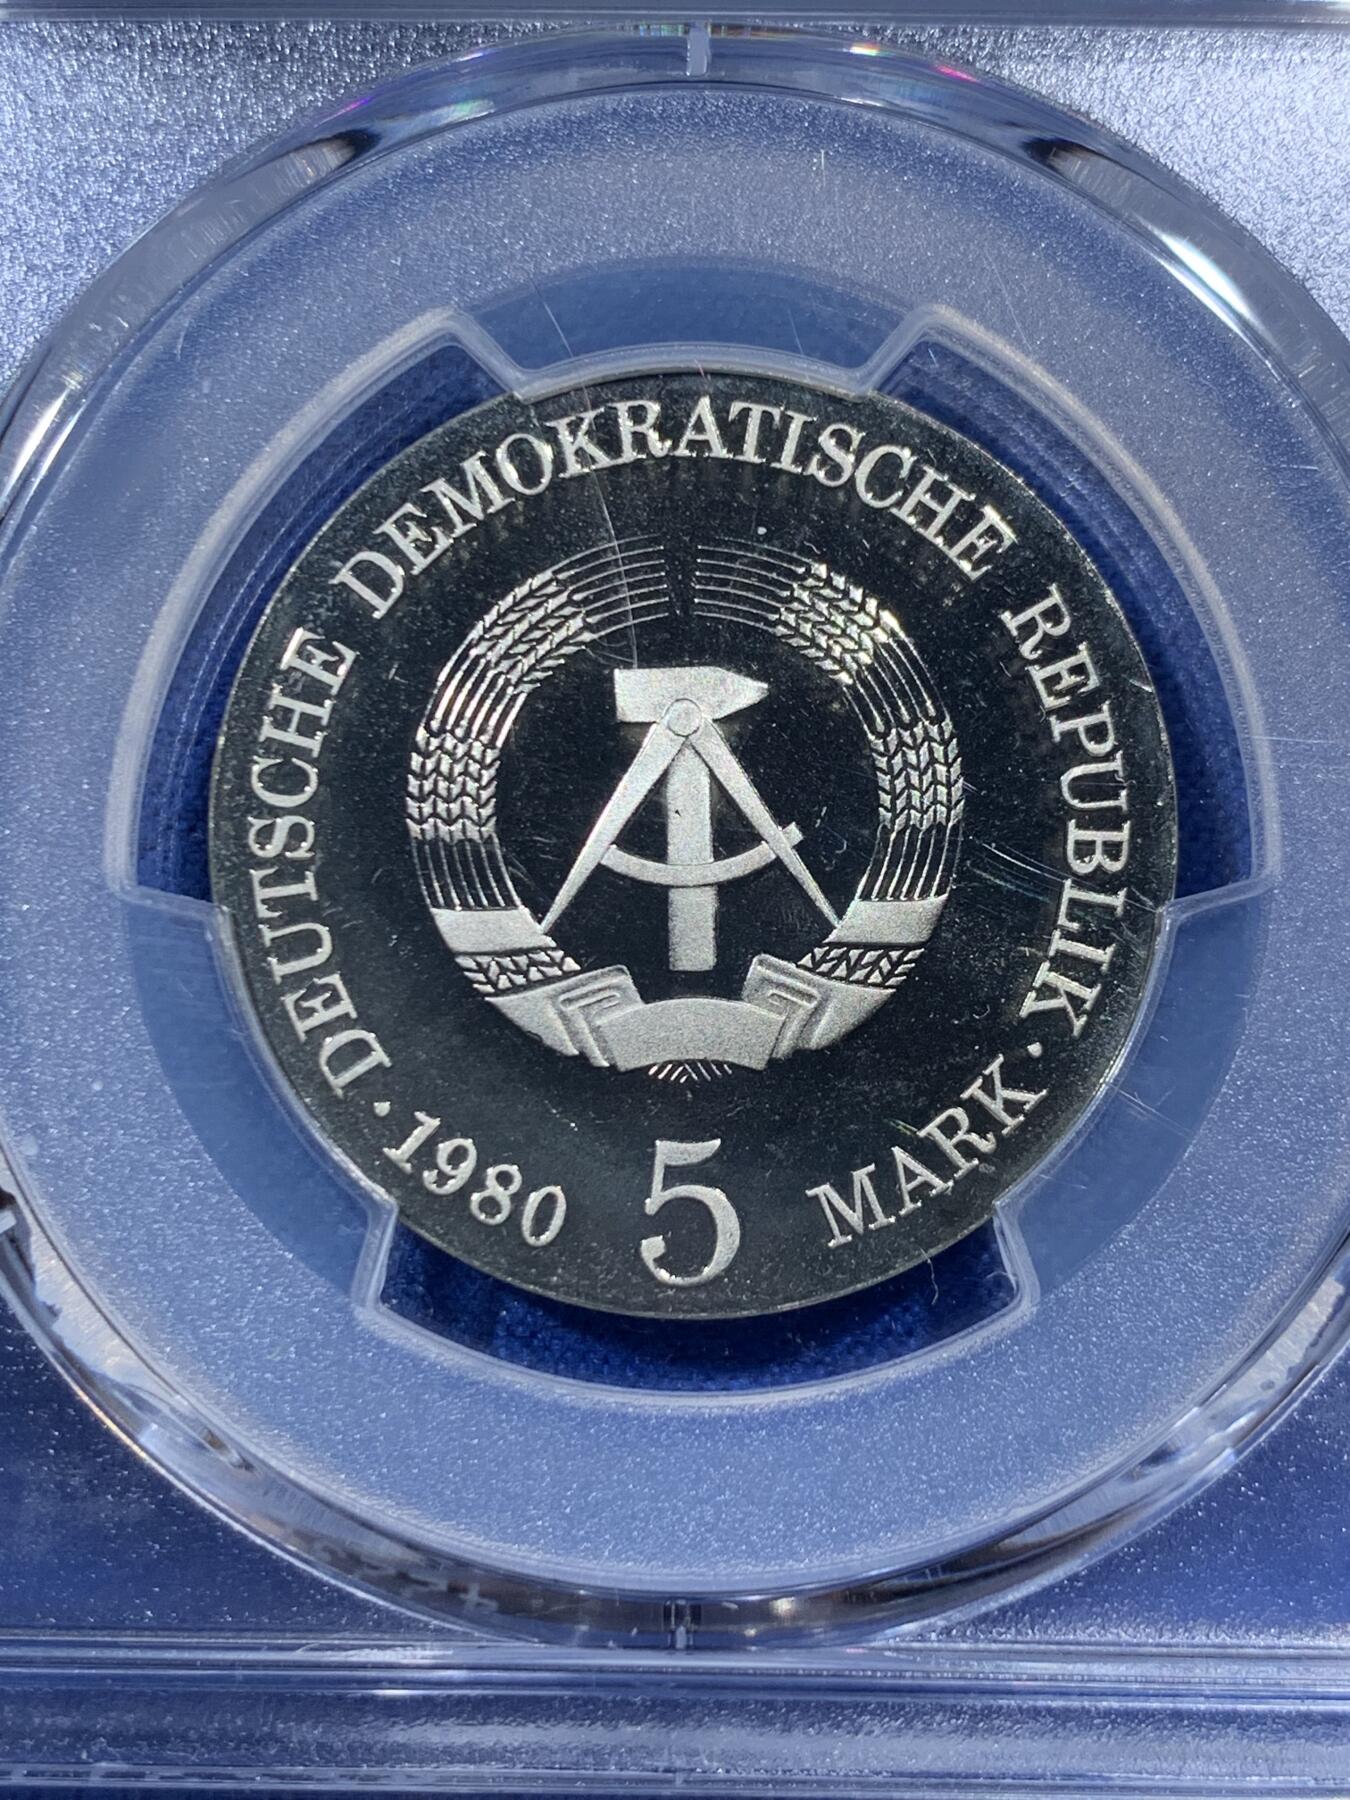 DEUTSCHE DEMOKRATISCHE REPUBLIK
· 1980 5 MARK ·